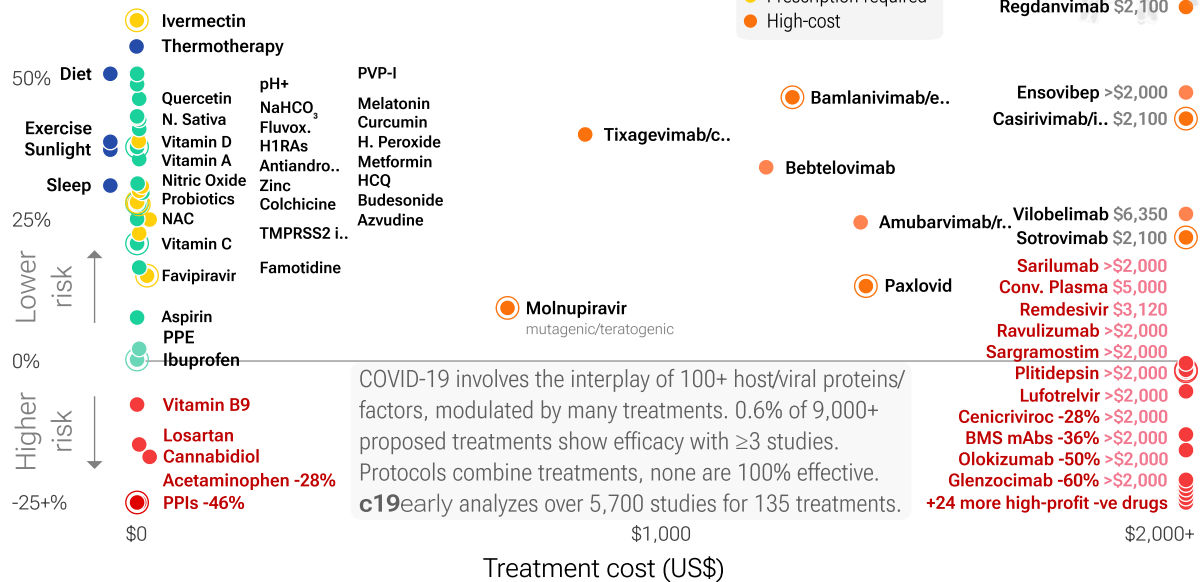 Prescription required
High-cost
Regdanvimab $2,100
Ivermectin
Thermotherapy
50%
Diet
PVP-I
pH+
Quercetin
NaHCO3
Melatonin
N. Sativa
Fluvox.
Curcumin
Exercise
Sunlight
Vitamin D
H1RAs
H. Peroxide
Vitamin A
Antiandro..
Metformin
Sleep
Nitric Oxide
Zinc
HCQ
Probiotics
Colchicine
Budesonide
25%
NAC
Azvudine
TMPRSS2 i..
Vitamin C
Favipiravir
Famotidine
Lower
risk
Aspirin
PPE
0%
Ibuprofen
Bamlanivimab/e..
Tixagevimab/c..
Bebtelovimab
Amubarvimab/r..
Paxlovid
Molnupiravir
mutagenic/teratogenic
Ensovibep >$2,000
Casirivimab/i.. $2,100
Vilobelimab $6,350
Sotrovimab $2,100
Sarilumab >$2,000
Conv. Plasma $5,000
Remdesivir $3,120
Ravulizumab >$2,000
Sargramostim >$2,000
Plitidepsin >$2,000
Lufotrelvir >$2,000
Cenicriviroc -28% >$2,000
BMS mAbs -36% >$2,000
Olokizumab -50% >$2,000
Glenzocimab -60% >$2,000
+24 more high-profit -ve drugs
Higher
risk
Vitamin B9
Losartan
Cannabidiol
Acetaminophen -28%
PPIs -46%
-25+%
COVID-19 involves the interplay of 100+ host/viral proteins/
factors, modulated by many treatments. 0.6% of 9,000+
proposed treatments show efficacy with ≥3 studies.
Protocols combine treatments, none are 100% effective.
c19early analyzes over 5,700 studies for 135 treatments.
$0
$1,000
$2,000+
Treatment cost (US$)